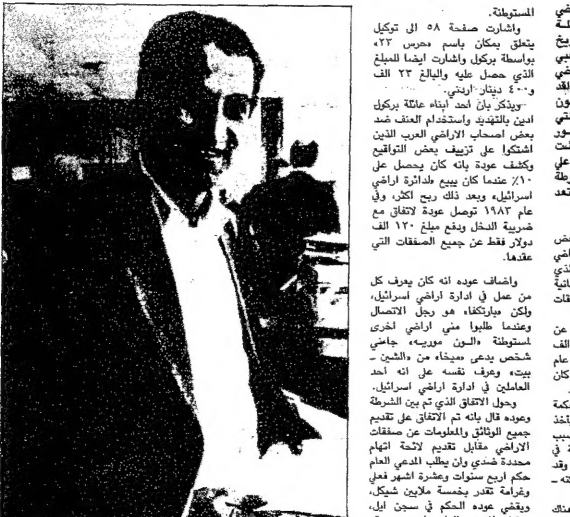 المستوطنة.
واشارت صفحة ٥٨ الى توكيل
يتعلق بمكان باسم «حرس ٢٣»
بواسطة بركول واشارت ايضا للمبلغ
الذي حصل عليه والبالغ ٢٣ الف
و٤٠٠ دينار اردني.
ويذكر بان احد ابناء عائلة بركول
ادين بالتهديد واستخدام العنف ضد
بعض اصحاب الاراضي العرب الذين
اشتكوا على تزييف بعض التواقيع
وكشف عودة بانه كان يحصل على
١٠٪ عندما كان يبيع «لدائرة اراضي
اسرائيل» وبعد ذلك ربح اكثر، وفي
عام ١٩٨٣ توصل عودة لاتفاق مع
ضريبة الدخل ودفع مبلغ ١٢٠ الف
دولار فقط عن جميع الصفقات التي
عقدها.
واضاف عوده انه كان يعرف كل
من عمل في ادارة اراضي اسرائيل،
ولكن «بارتكفا» هو رجل الاتصال
وعندما طلبوا مني اراضي اخرى
لمستوطنة «الـون موريـه»، جاءني
شخص يدعى «ميخا» من «الشين ـ
بيت» وعرف نفسه على انه احد
العاملين في ادارة اراضي اسرائيل.
وحول الاتفاق الذي تم بين الشرطة
وعوده قال بانه تم الاتفاق على تقديم
جميع الوثائق والمعلومات عن صفقات
الاراضي مقابل تقديم لائحة اتهام
محددة ضدي وان يطلب المدعي العام
حكم اربع سنوات وعشرة اشهر فعلي
وغرامة تقدر بخمسة ملايين شيكل،
ويقضي عوده الحكم في سجن ايل،